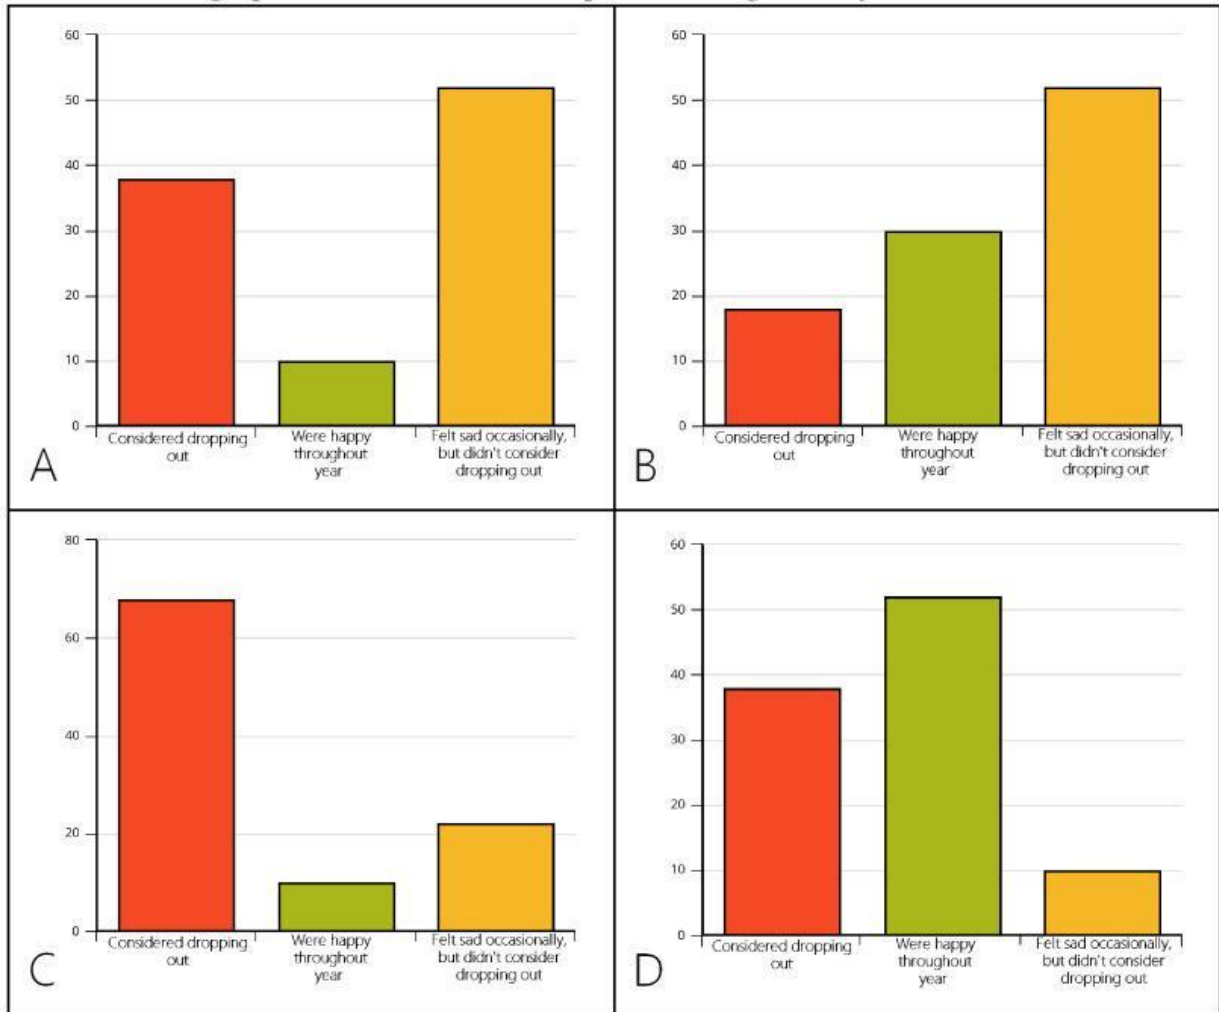 60
50
40
30
20
10
0
Considered dropping
out
Were happy
throughout
year
Felt sad occasionally,
but didn't consider
dropping out
A
60
50
40
30
20
10
0
Considered dropping
out
Were happy
throughout
year
Felt sad occasionally,
but didn't consider
dropping out
B
80
60
40
20
0
Considered dropping
out
Were happy
throughout
year
Felt sad occasionally,
but didn't consider
dropping out
C
60
50
40
30
20
10
0
Considered dropping
out
Were happy
throughout
year
Felt sad occasionally,
but didn't consider
dropping out
D